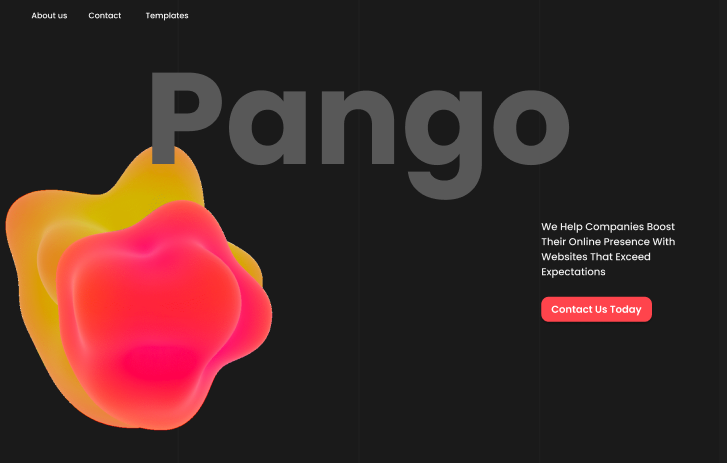 About us Contact Templates
Pango
We Help Companies Boost
Their Online Presence With
Websites That Exceed
Expectations
Contact Us Today